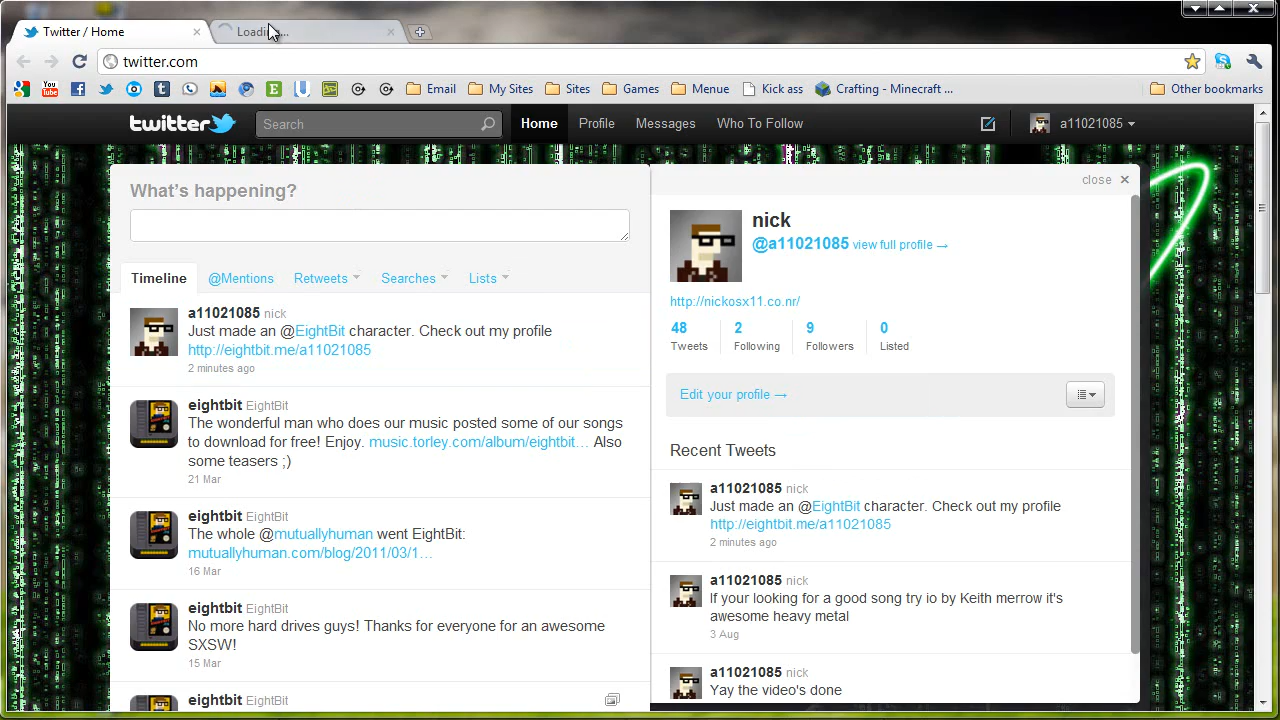 Twitter / Home
Loading...
twitter.com
Email
My Sites
Sites
Games
Menue
Kick ass
Crafting - Minecraft ...
Other bookmarks
twitter
Search
Home
Profile
Messages
Who To Follow
a11021085
What's happening?
Timeline
@Mentions
Retweets
Searches
Lists
a11021085 nick
Just made an @EightBit character. Check out my profile
http://eightbit.me/a11021085
2 minutes ago
eightbit EightBit
The wonderful man who does our music posted some of our songs
to download for free! Enjoy. music.torley.com/album/eightbit... Also
some teasers ;)
21 Mar
eightbit EightBit
The whole @mutuallyhuman went EightBit:
mutuallyhuman.com/blog/2011/03/1...
16 Mar
eightbit EightBit
No more hard drives guys! Thanks for everyone for an awesome
SXSW!
15 Mar
eightbit EightBit
close ×
nick
@a11021085 view full profile →
http://nickosx11.co.nr/
48 2 9 0
Tweets Following Followers Listed
Edit your profile →
Recent Tweets
a11021085 nick
Just made an @EightBit character. Check out my profile
http://eightbit.me/a11021085
2 minutes ago
a11021085 nick
If your looking for a good song try io by Keith merrow it's
awesome heavy metal
3 Aug
a11021085 nick
Yay the video's done